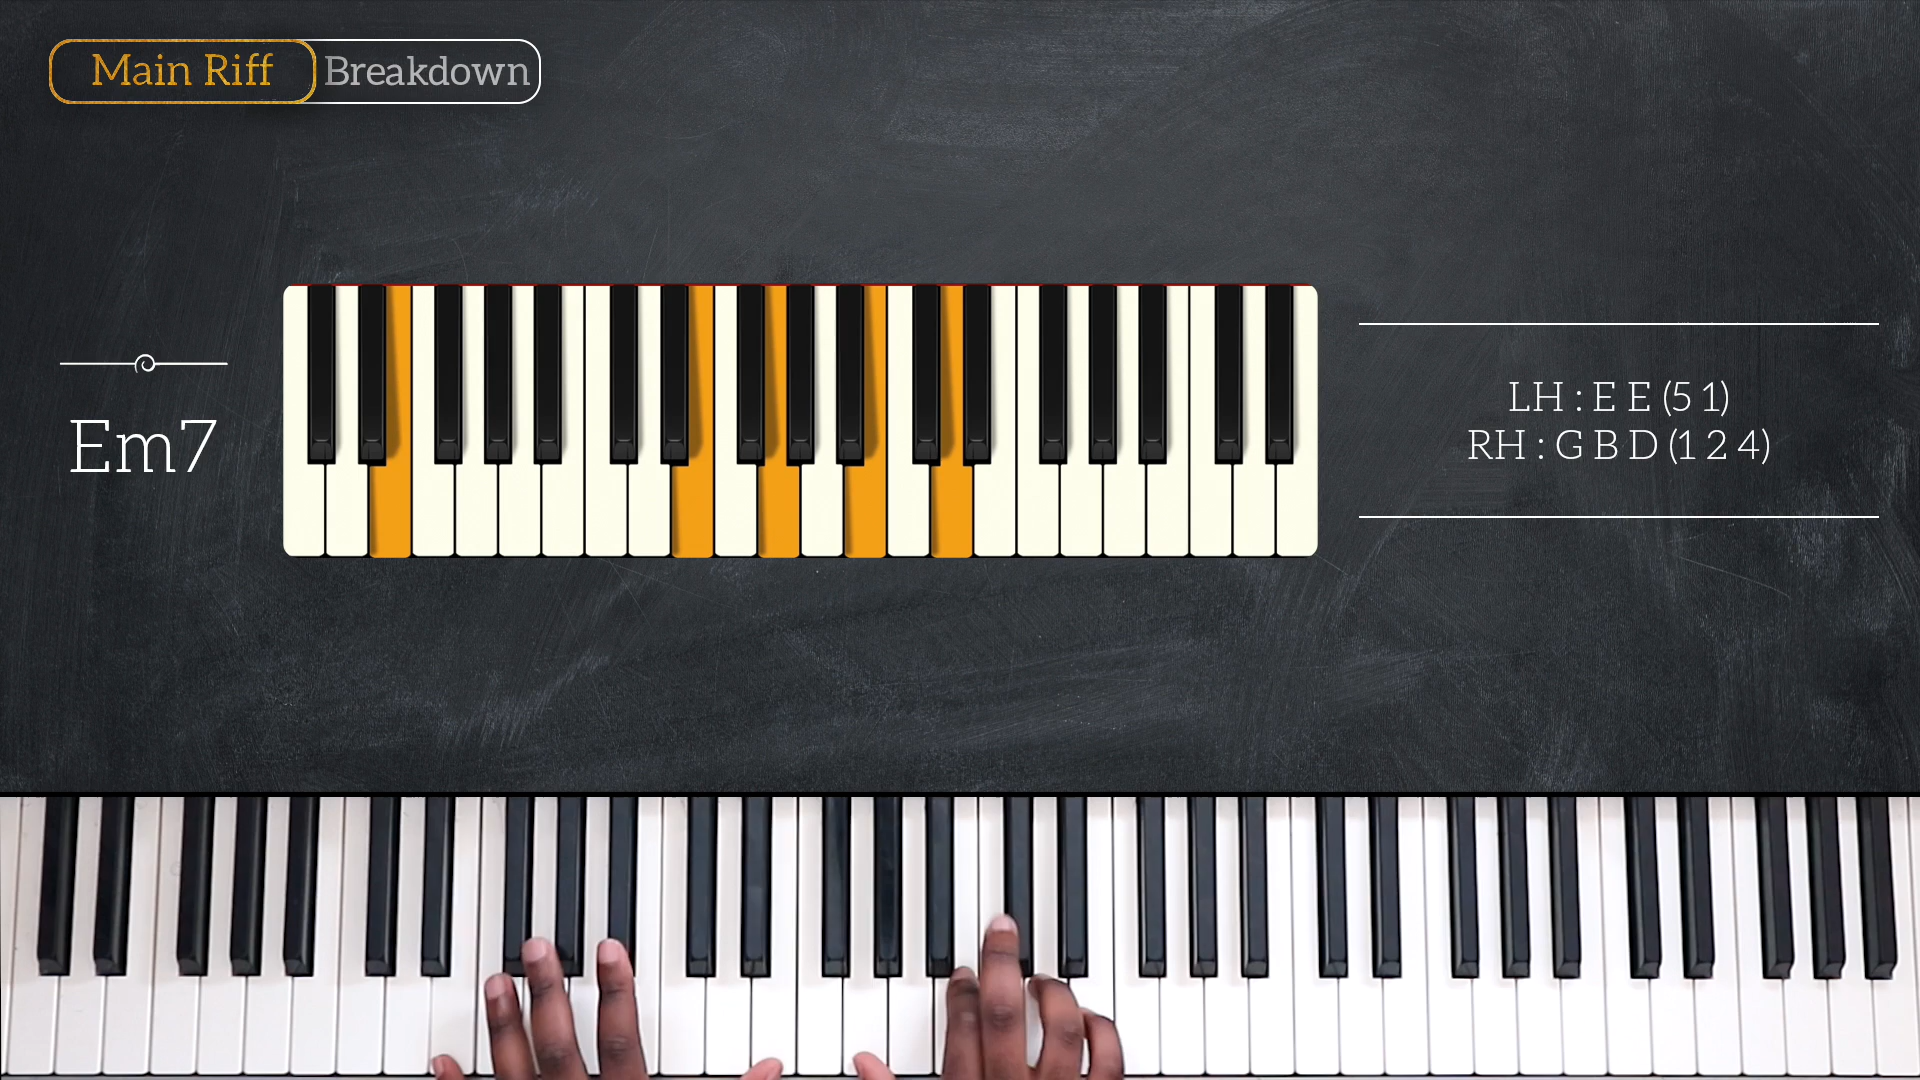 Main Riff Breakdown
Em7
LH : E E (5 1)
RH : G B D (1 2 4)